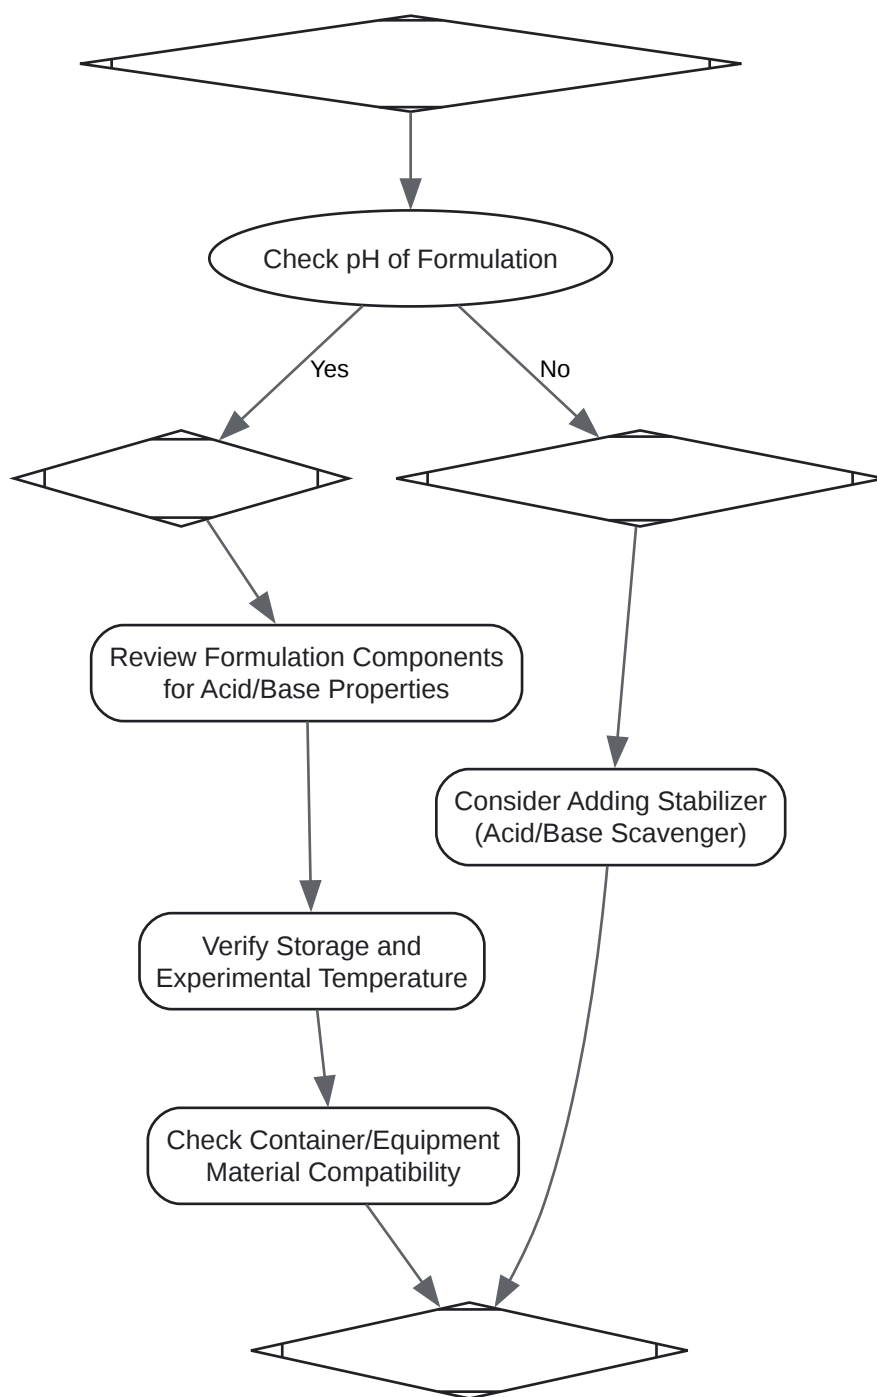 Check pH of Formulation
Yes
No
Review Formulation Components
for Acid/Base Properties
Consider Adding Stabilizer
(Acid/Base Scavenger)
Verify Storage and
Experimental Temperature
Check Container/Equipment
Material Compatibility